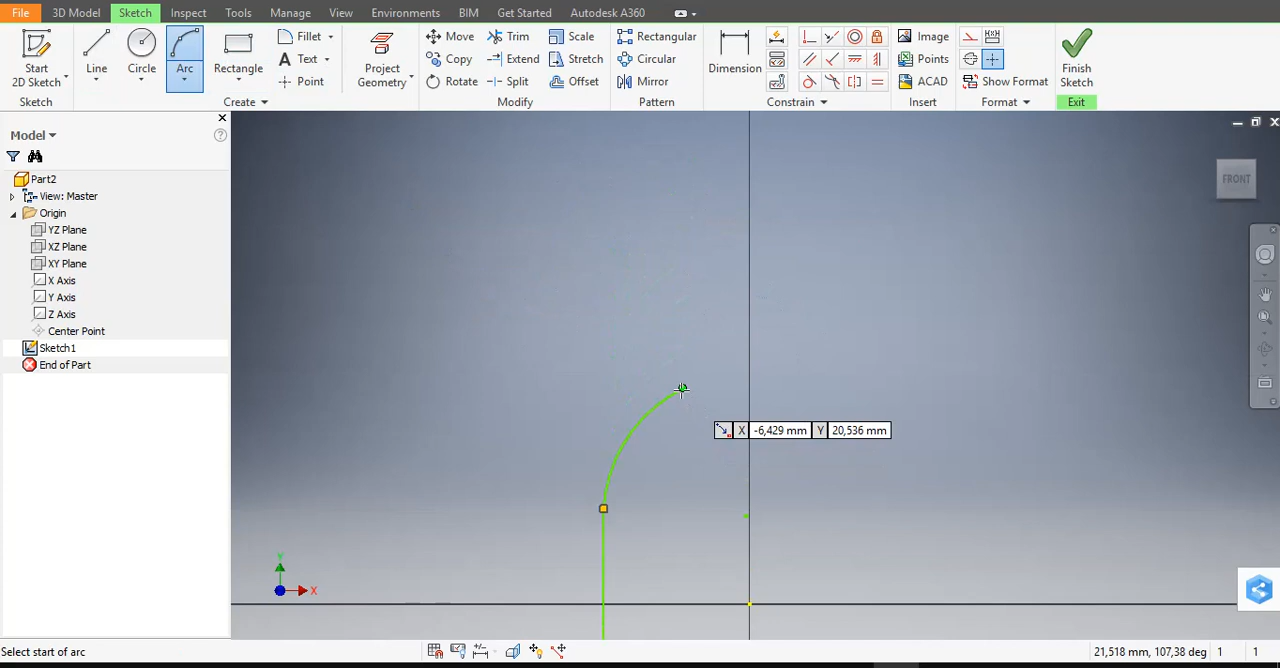 File 3D Model Sketch Inspect Tools Manage View Environments BIM Get Started Autodesk A360
Start
2D Sketch
Sketch
Line Circle Arc Rectangle
Fillet
Text
Point
Create
Project
Geometry
Move Trim Scale
Copy Extend Stretch
Rotate Split Offset
Modify
Rectangular
Circular
Mirror
Pattern
Dimension
Constrain
Image
Points
ACAD
Insert
Show Format
Format
Finish
Sketch
Exit
Model
Part2
View: Master
Origin
YZ Plane
XZ Plane
XY Plane
X Axis
Y Axis
Z Axis
Center Point
Sketch1
End of Part
FRONT
X -6,429 mm Y 20,536 mm
Y
X
Select start of arc
21,518 mm, 107,38 deg 1 1